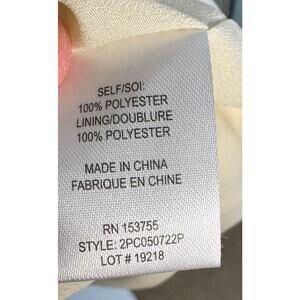 SELF/SOI:
100% POLYESTER
LINING/DOUBLURE
100% POLYESTER
MADE IN CHINA
FABRIQUE EN CHINE
RN 153755
STYLE: 2PC050722P
LOT # 19218